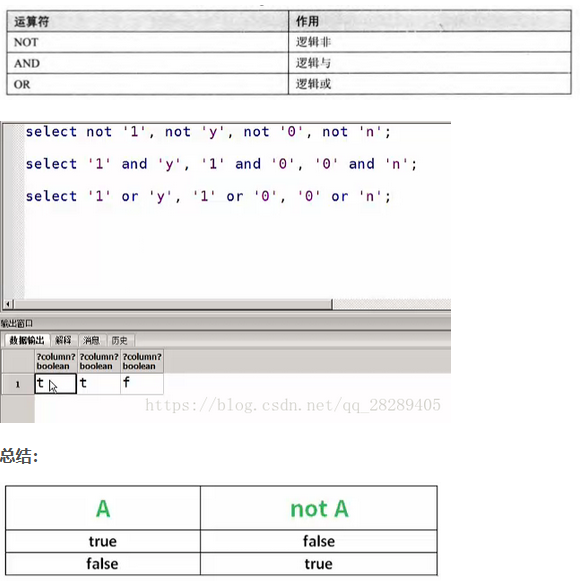 运算符 作用
NOT 逻辑非
AND 逻辑与
OR 逻辑或
select not '1', not 'y', not '0', not 'n';
select '1' and 'y', '1' and '0', '0' and 'n';
select '1' or 'y', '1' or '0', '0' or 'n';
输出窗口
数据输出 解释 消息 历史
?column? ?column? ?column?
boolean boolean boolean
1 t t f
https://blog.csdn.net/qq_28289405
总结:
A not A
true false
false true